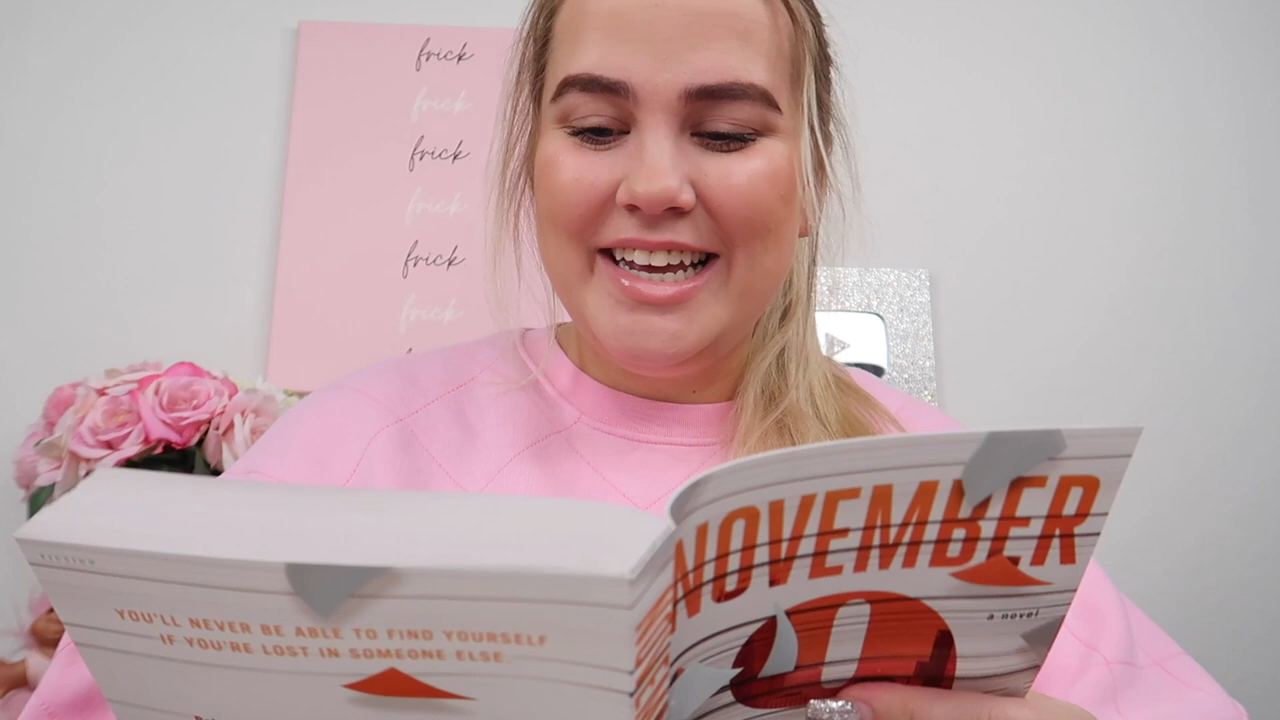 frick
frick
frick
frick
frick
frick
NOVEMBER
a novel
YOU'LL NEVER BE ABLE TO FIND YOURSELF
IF YOU'RE LOST IN SOMEONE ELSE.